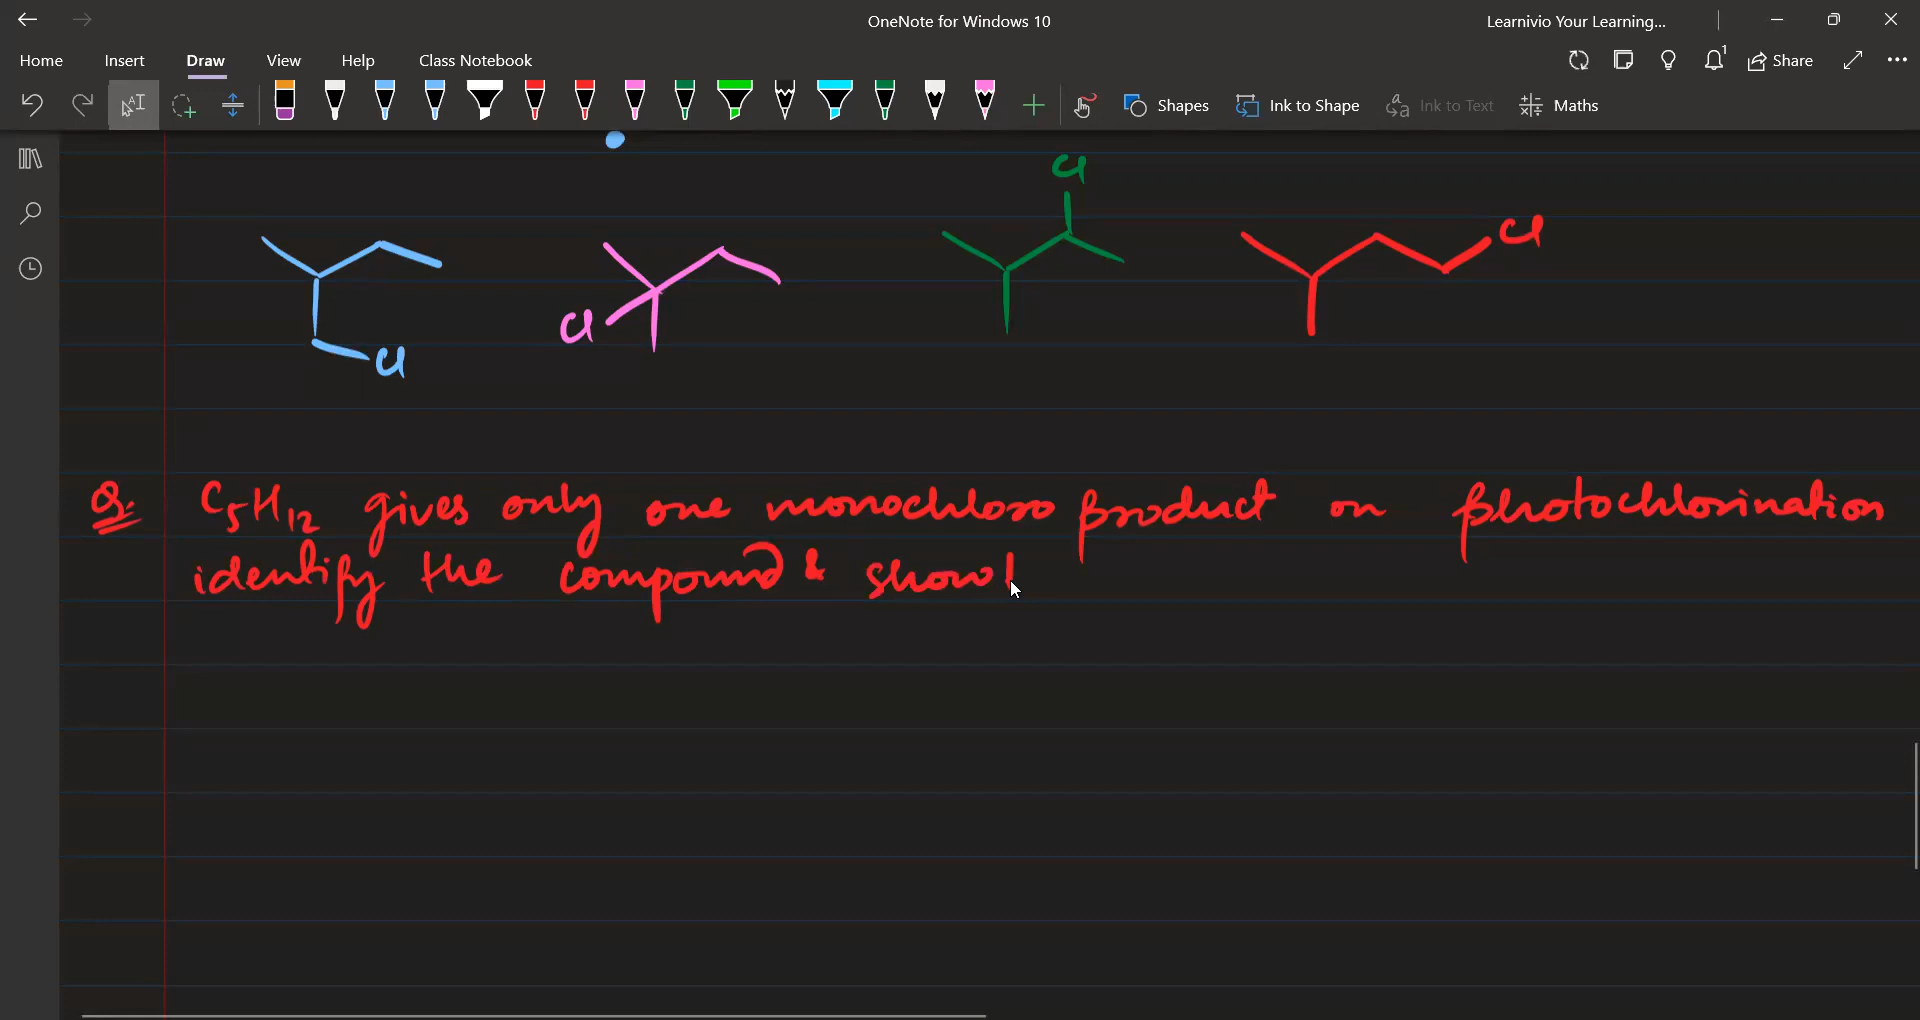 OneNote for Windows 10
Learnivio Your Learning...
Home Insert Draw View Help Class Notebook
1
Share
Shapes Ink to Shape Ink to Text Maths
Cl
Cl
Cl
Cl
Q. C5H12 gives only one monochloro product on photochlorination
identify the compound & show